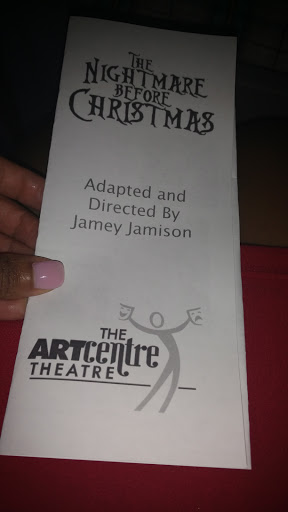 THE
NIGHTMARE
BEFORE
CHRISTMAS
Adapted and
Directed By
Jamey Jamison
THE
ARTcentre
THEATRE